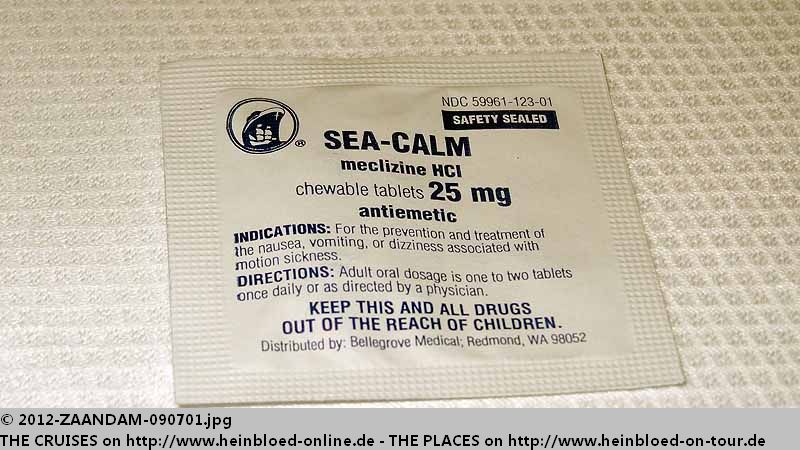 NDC 59961-123-01
SAFETY SEALED
®
SEA-CALM
meclizine HCl
chewable tablets 25 mg
antiemetic
INDICATIONS: For the prevention and treatment of
the nausea, vomiting, or dizziness associated with
motion sickness.
DIRECTIONS: Adult oral dosage is one to two tablets
once daily or as directed by a physician.
KEEP THIS AND ALL DRUGS
OUT OF THE REACH OF CHILDREN.
Distributed by: Bellegrove Medical; Redmond, WA 98052
© 2012-ZAANDAM-090701.jpg
THE CRUISES on http://www.heinbloed-online.de - THE PLACES on http://www.heinbloed-on-tour.de